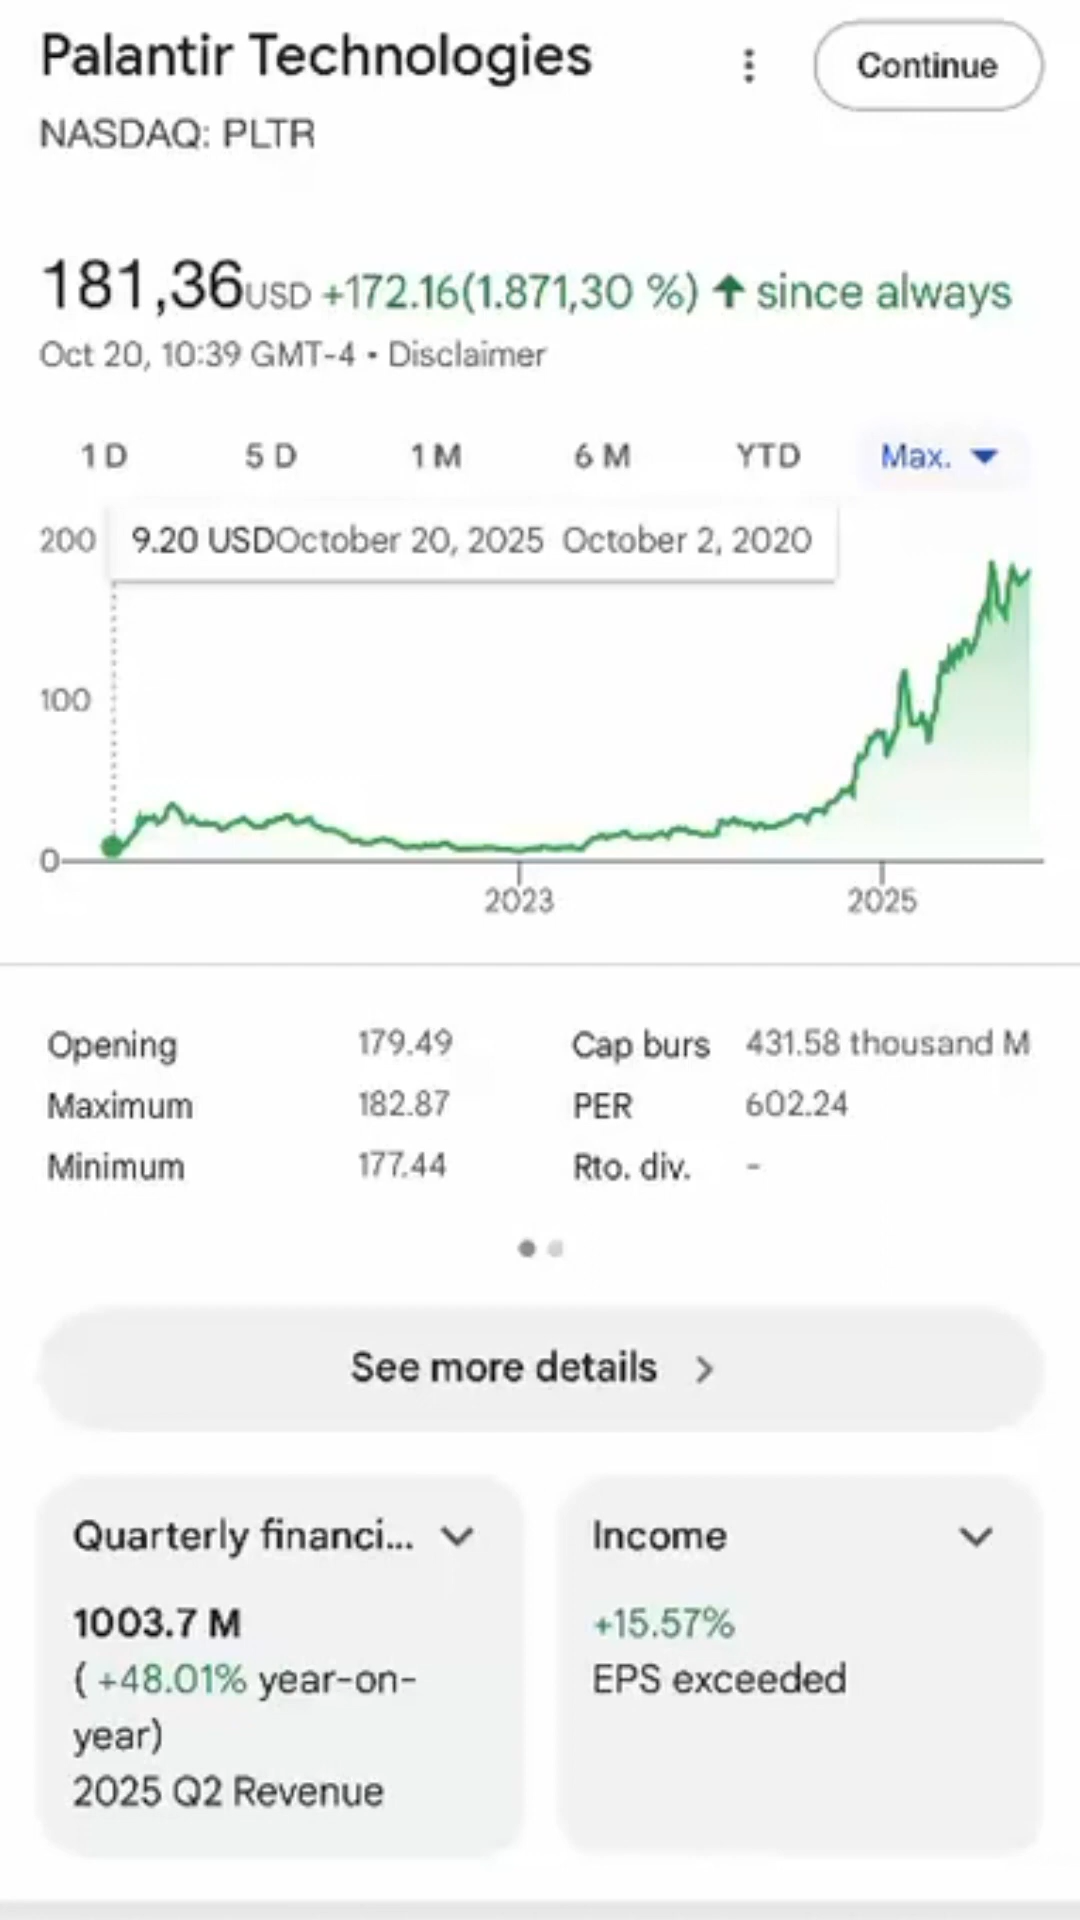 Palantir Technologies
Continue
NASDAQ: PLTR
181,36USD +172.16(1.871,30 %) ↑ since always
Oct 20, 10:39 GMT-4 • Disclaimer
1 D 5 D 1 M 6 M YTD Max.
200
9.20 USDOctober 20, 2025 October 2, 2020
100
0
2023 2025
Opening 179.49 Cap burs 431.58 thousand M
Maximum 182.87 PER 602.24
Minimum 177.44 Rto. div. -
See more details >
Quarterly financi...
1003.7 M
( +48.01% year-on-
year)
2025 Q2 Revenue
Income
+15.57%
EPS exceeded